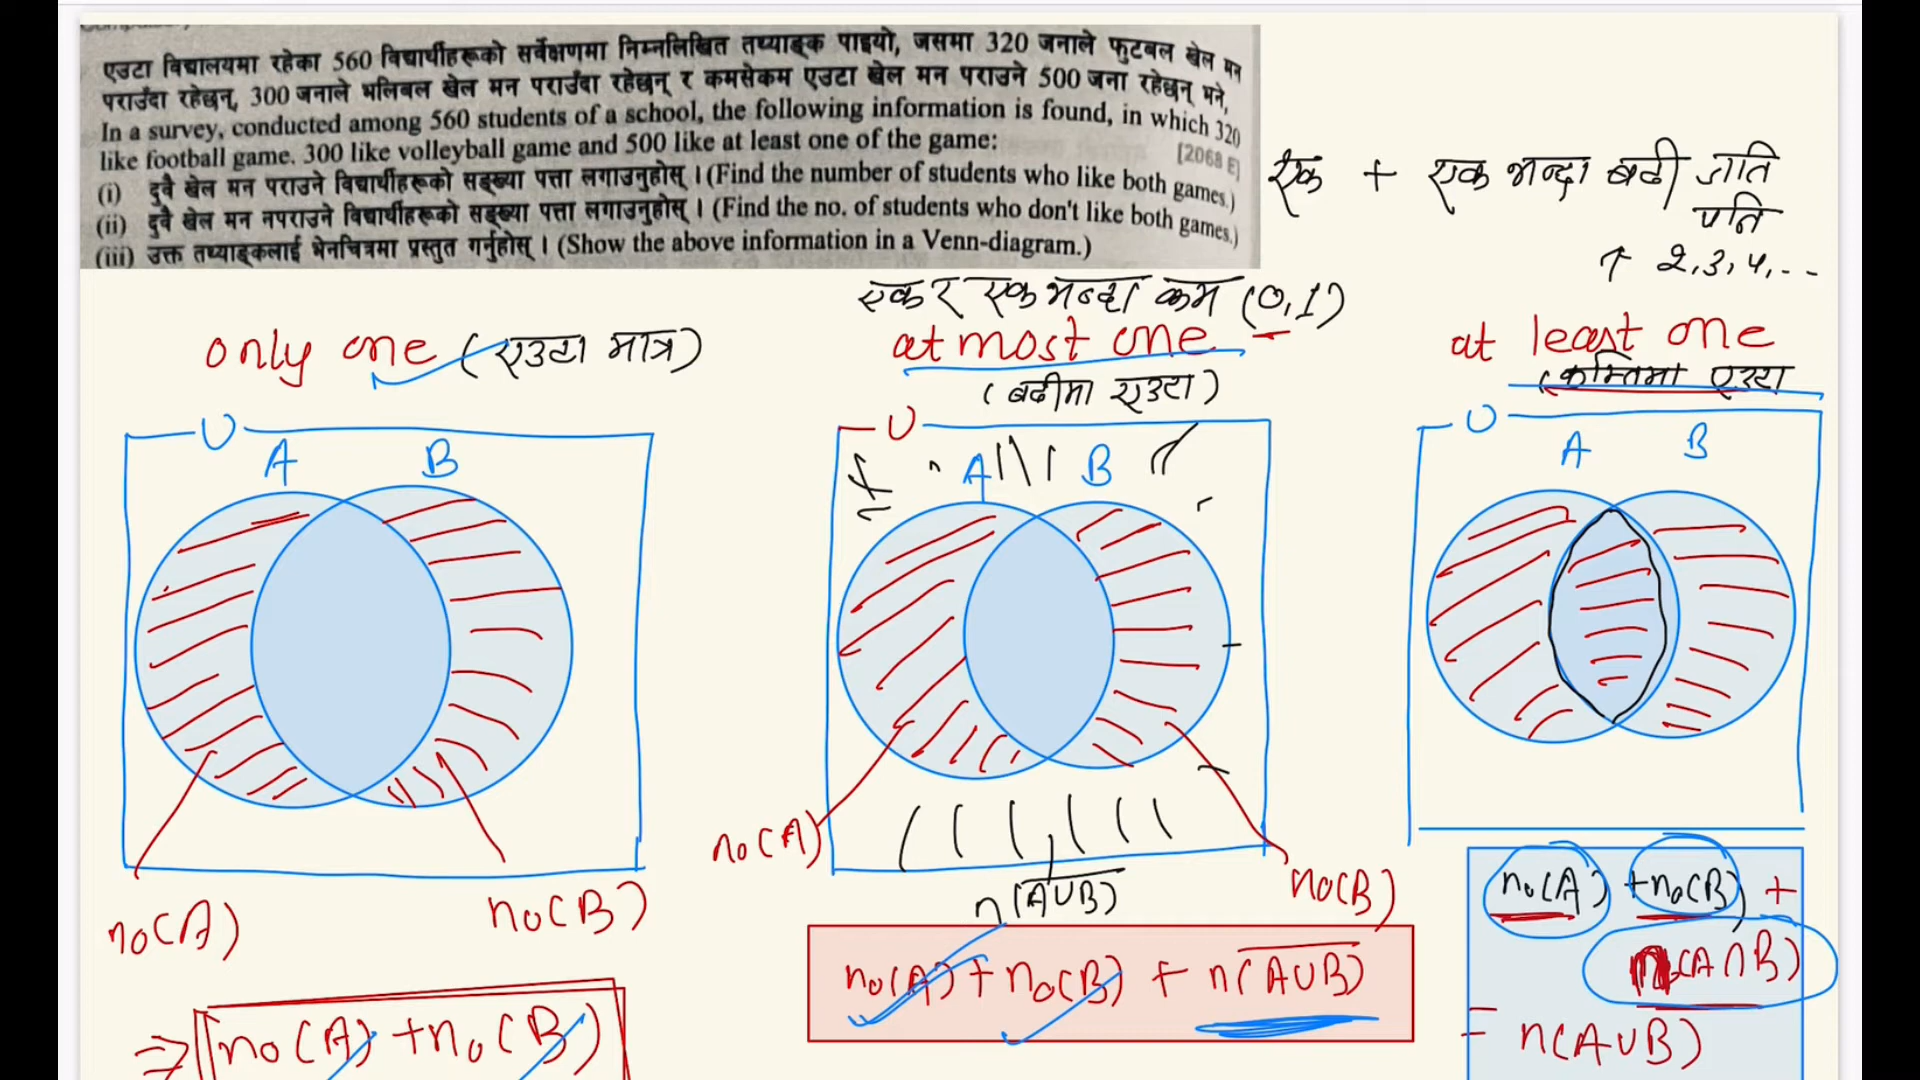 एउटा विद्यालयमा रहेका 560 विद्यार्थीहरूको सर्वेक्षणमा निम्नलिखित तथ्याङ्क पाइयो, जसमा 320 जनाले फुटबल खेल मन
पराउँदा रहेछन्, 300 जनाले भलिबल खेल मन पराउँदा रहेछन् र कमसेकम एउटा खेल मन पराउने 500 जना रहेछन् भने,
In a survey, conducted among 560 students of a school, the following information is found, in which 320
like football game. 300 like volleyball game and 500 like at least one of the game:
[2068 E]
(i) दुवै खेल मन पराउने विद्यार्थीहरूको सङ्ख्या पत्ता लगाउनुहोस् । (Find the number of students who like both games.)
(ii) दुवै खेल मन नपराउने विद्यार्थीहरूको सङ्ख्या पत्ता लगाउनुहोस् । (Find the no. of students who don't like both games.)
(iii) उक्त तथ्याङ्कलाई भेनचित्रमा प्रस्तुत गर्नुहोस् । (Show the above information in a Venn-diagram.)
एक + एक भन्दा बढी जति
पनि
↑ 2,3,4,...
एक र एक भन्दा कम (0,1)
only one (एउटा मात्र)
at most one
(बढीमा एउटा)
at least one
(कम्तिमा एउटा
U
A B
n₀(A)
n₀(B)
⇒ n₀(A) + n₀(B)
U
A B
n₀(A)
n(A∪B)‾
n₀(B)
n₀(A) + n₀(B) + n(A∪B)‾
U
A B
n₀(A) + n₀(B) +
n(A∩B)
= n(A∪B)